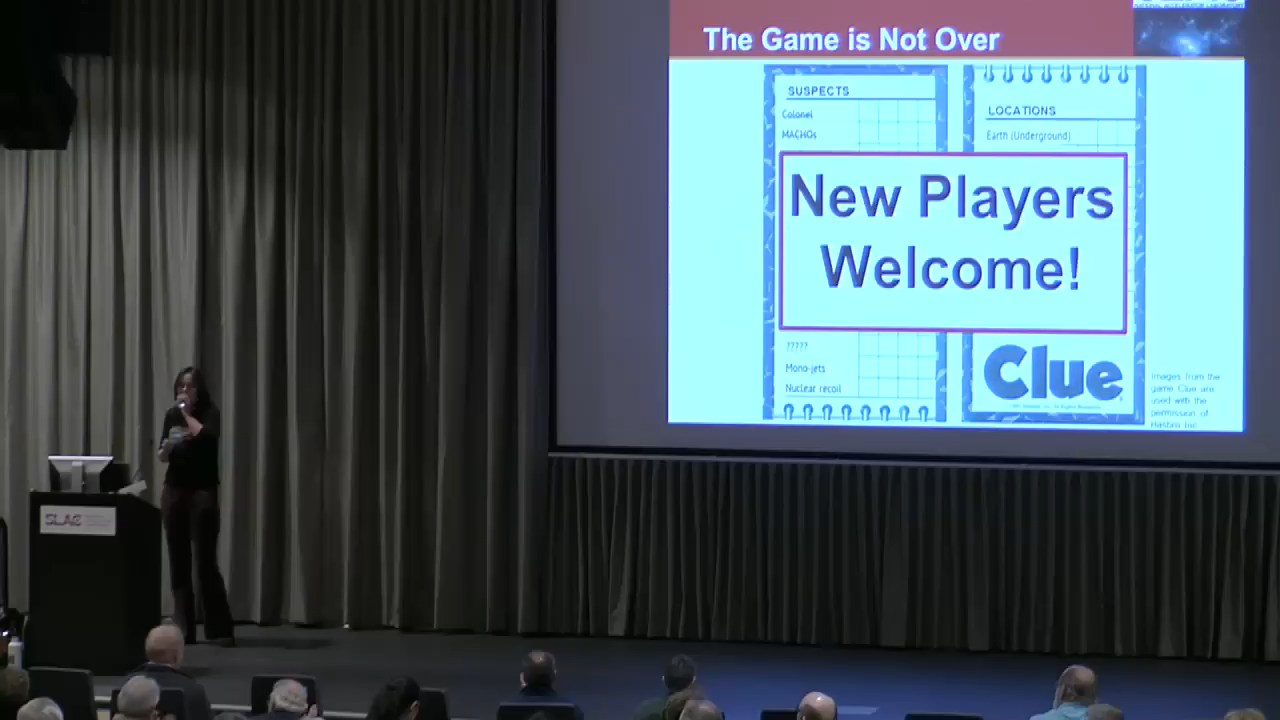 The Game is Not Over
SUSPECTS
Colonel
MACHOs
LOCATIONS
Earth (Underground)
New Players
Welcome!
?????
Mono-jets
Nuclear recoil
Clue
Images from the
game Clue are
used with the
permission of
Hasbro Inc
SLAC